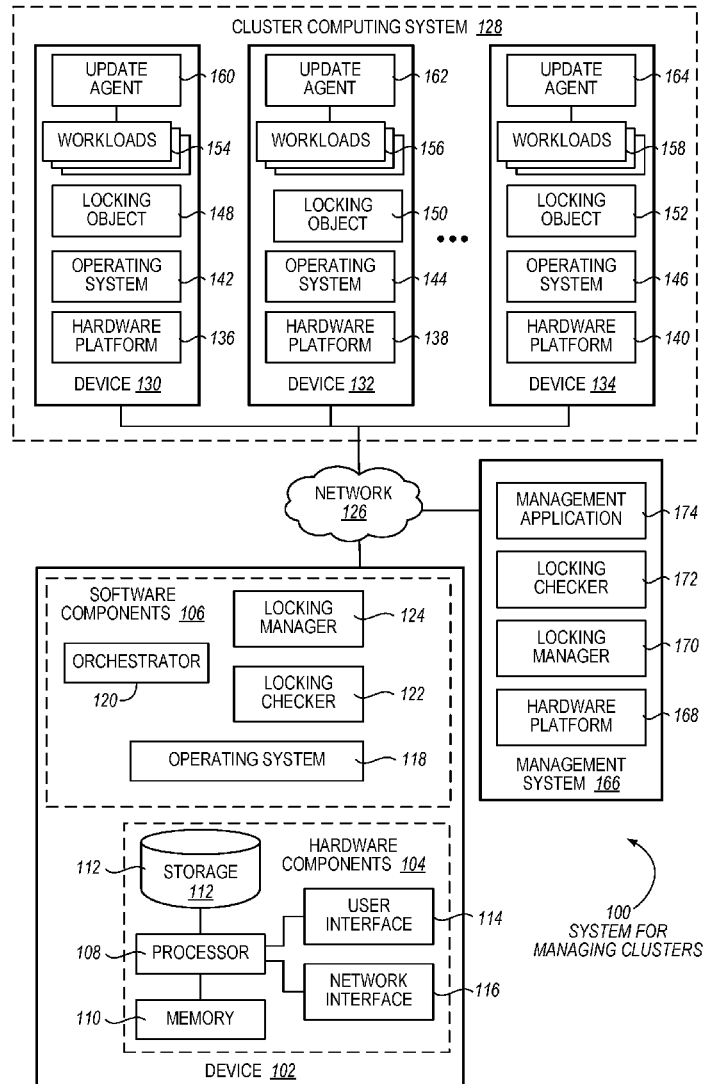 CLUSTER COMPUTING SYSTEM 128
UPDATE AGENT 160
UPDATE AGENT 162
UPDATE AGENT 164
WORKLOADS 154
WORKLOADS 156
WORKLOADS 158
LOCKING OBJECT 148
LOCKING OBJECT 150
LOCKING OBJECT 152
OPERATING SYSTEM 142
OPERATING SYSTEM 144
OPERATING SYSTEM 146
HARDWARE PLATFORM 136
HARDWARE PLATFORM 138
HARDWARE PLATFORM 140
DEVICE 130
DEVICE 132
DEVICE 134
NETWORK
126
MANAGEMENT APPLICATION 174
LOCKING CHECKER 172
LOCKING MANAGER 170
HARDWARE PLATFORM 168
MANAGEMENT
SYSTEM 166
SOFTWARE
COMPONENTS 106
LOCKING MANAGER 124
ORCHESTRATOR
120
LOCKING CHECKER 122
OPERATING SYSTEM 118
HARDWARE
COMPONENTS 104
112
STORAGE
112
USER INTERFACE 114
108 PROCESSOR
NETWORK INTERFACE 116
110 MEMORY
DEVICE 102
100
SYSTEM FOR
MANAGING CLUSTERS